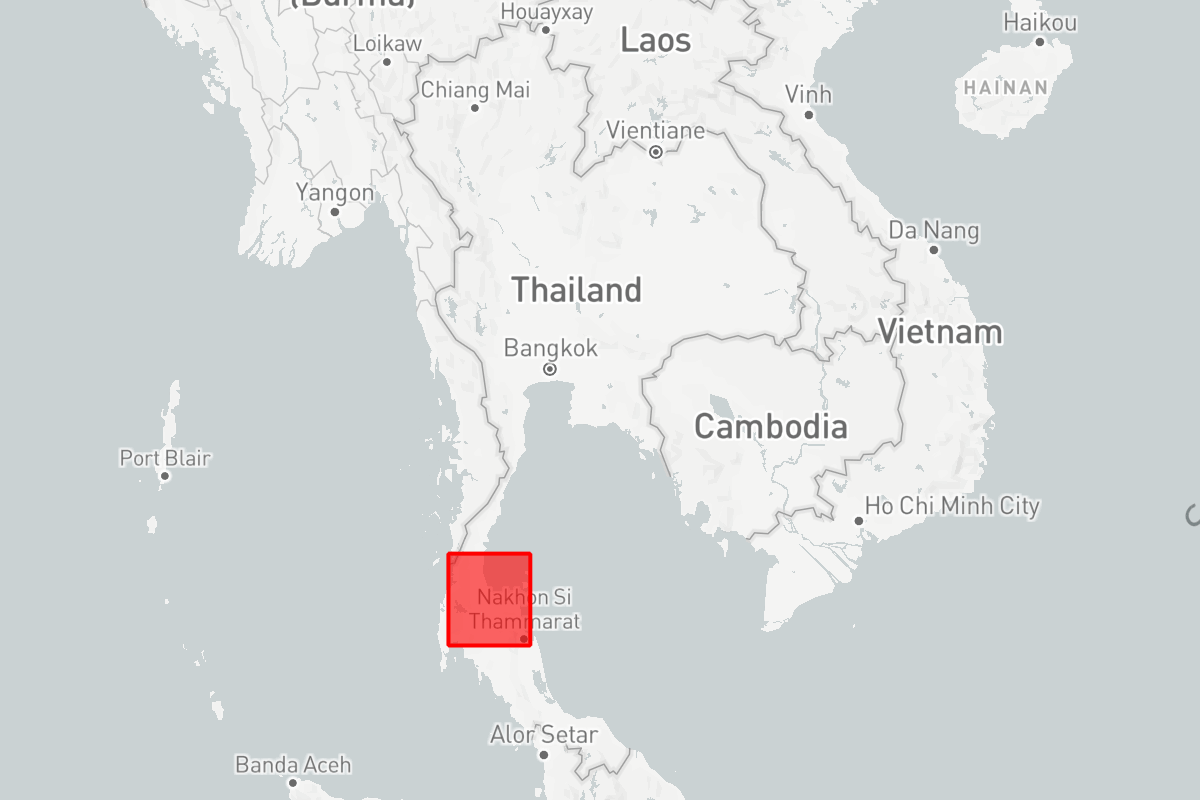 (Burma)
Houayxay
Haikou
Loikaw
Laos
Chiang Mai
HAINAN
Vinh
Vientiane
Yangon
Da Nang
Thailand
Vietnam
Bangkok
Cambodia
Port Blair
Ho Chi Minh City
Nakhon Si
Thammarat
Alor Setar
Banda Aceh